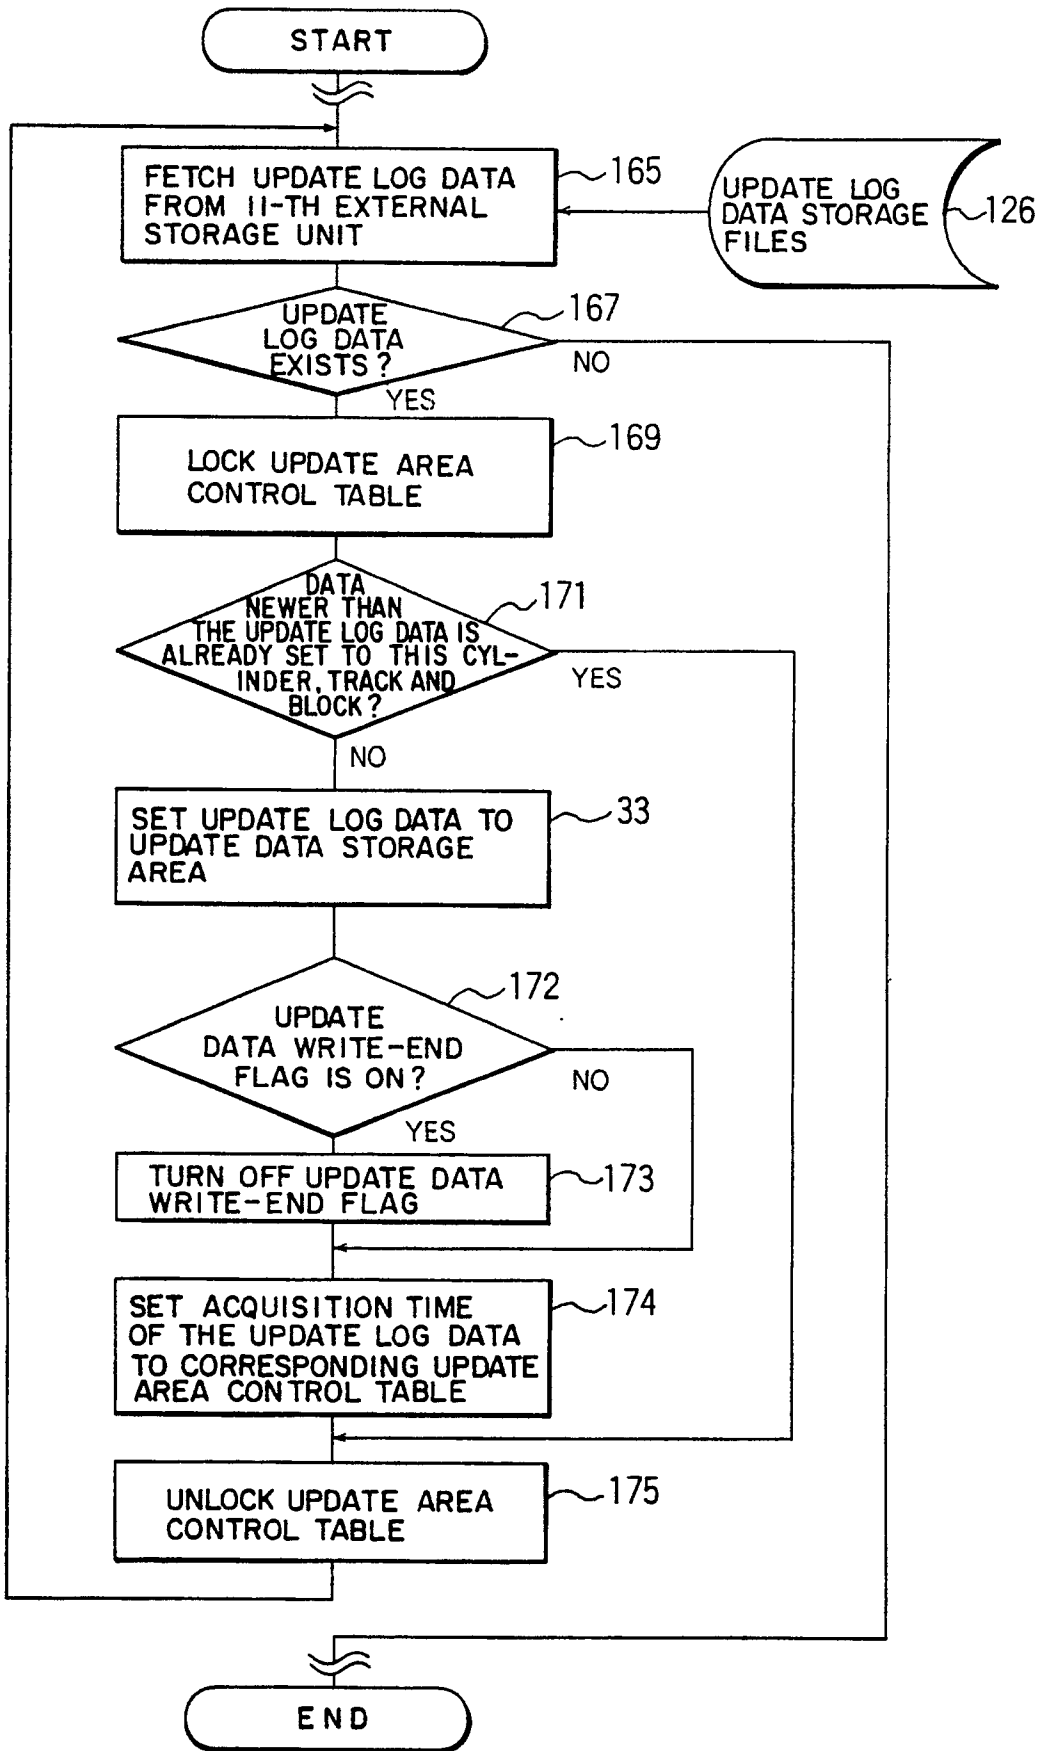 START
FETCH UPDATE LOG DATA
FROM 11-TH EXTERNAL
STORAGE UNIT
165
UPDATE LOG
DATA STORAGE
FILES
126
UPDATE
LOG DATA
EXISTS?
167
NO
YES
LOCK UPDATE AREA
CONTROL TABLE
169
DATA
NEWER THAN
THE UPDATE LOG DATA IS
ALREADY SET TO THIS CYL-
INDER, TRACK AND
BLOCK?
171
YES
NO
SET UPDATE LOG DATA TO
UPDATE DATA STORAGE
AREA
33
UPDATE
DATA WRITE-END
FLAG IS ON?
172
NO
YES
TURN OFF UPDATE DATA
WRITE-END FLAG
173
SET ACQUISITION TIME
OF THE UPDATE LOG DATA
TO CORRESPONDING UPDATE
AREA CONTROL TABLE
174
UNLOCK UPDATE AREA
CONTROL TABLE
175
END